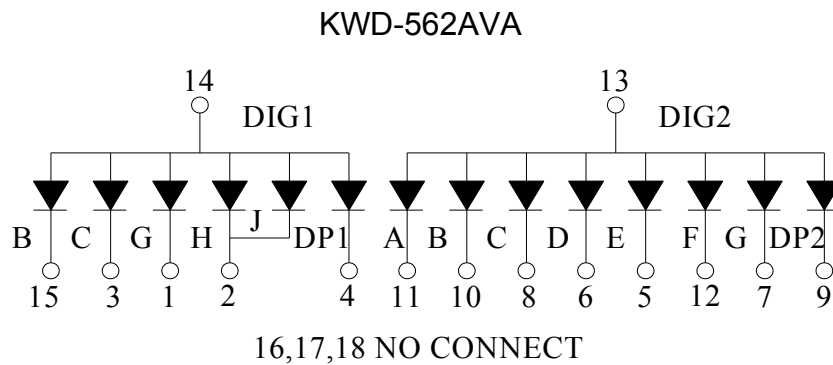 KWD-562AVA
14 13
DIG1 DIG2
B C G H J DP1 A B C D E F G DP2
15 3 1 2 4 11 10 8 6 5 12 7 9
16,17,18 NO CONNECT